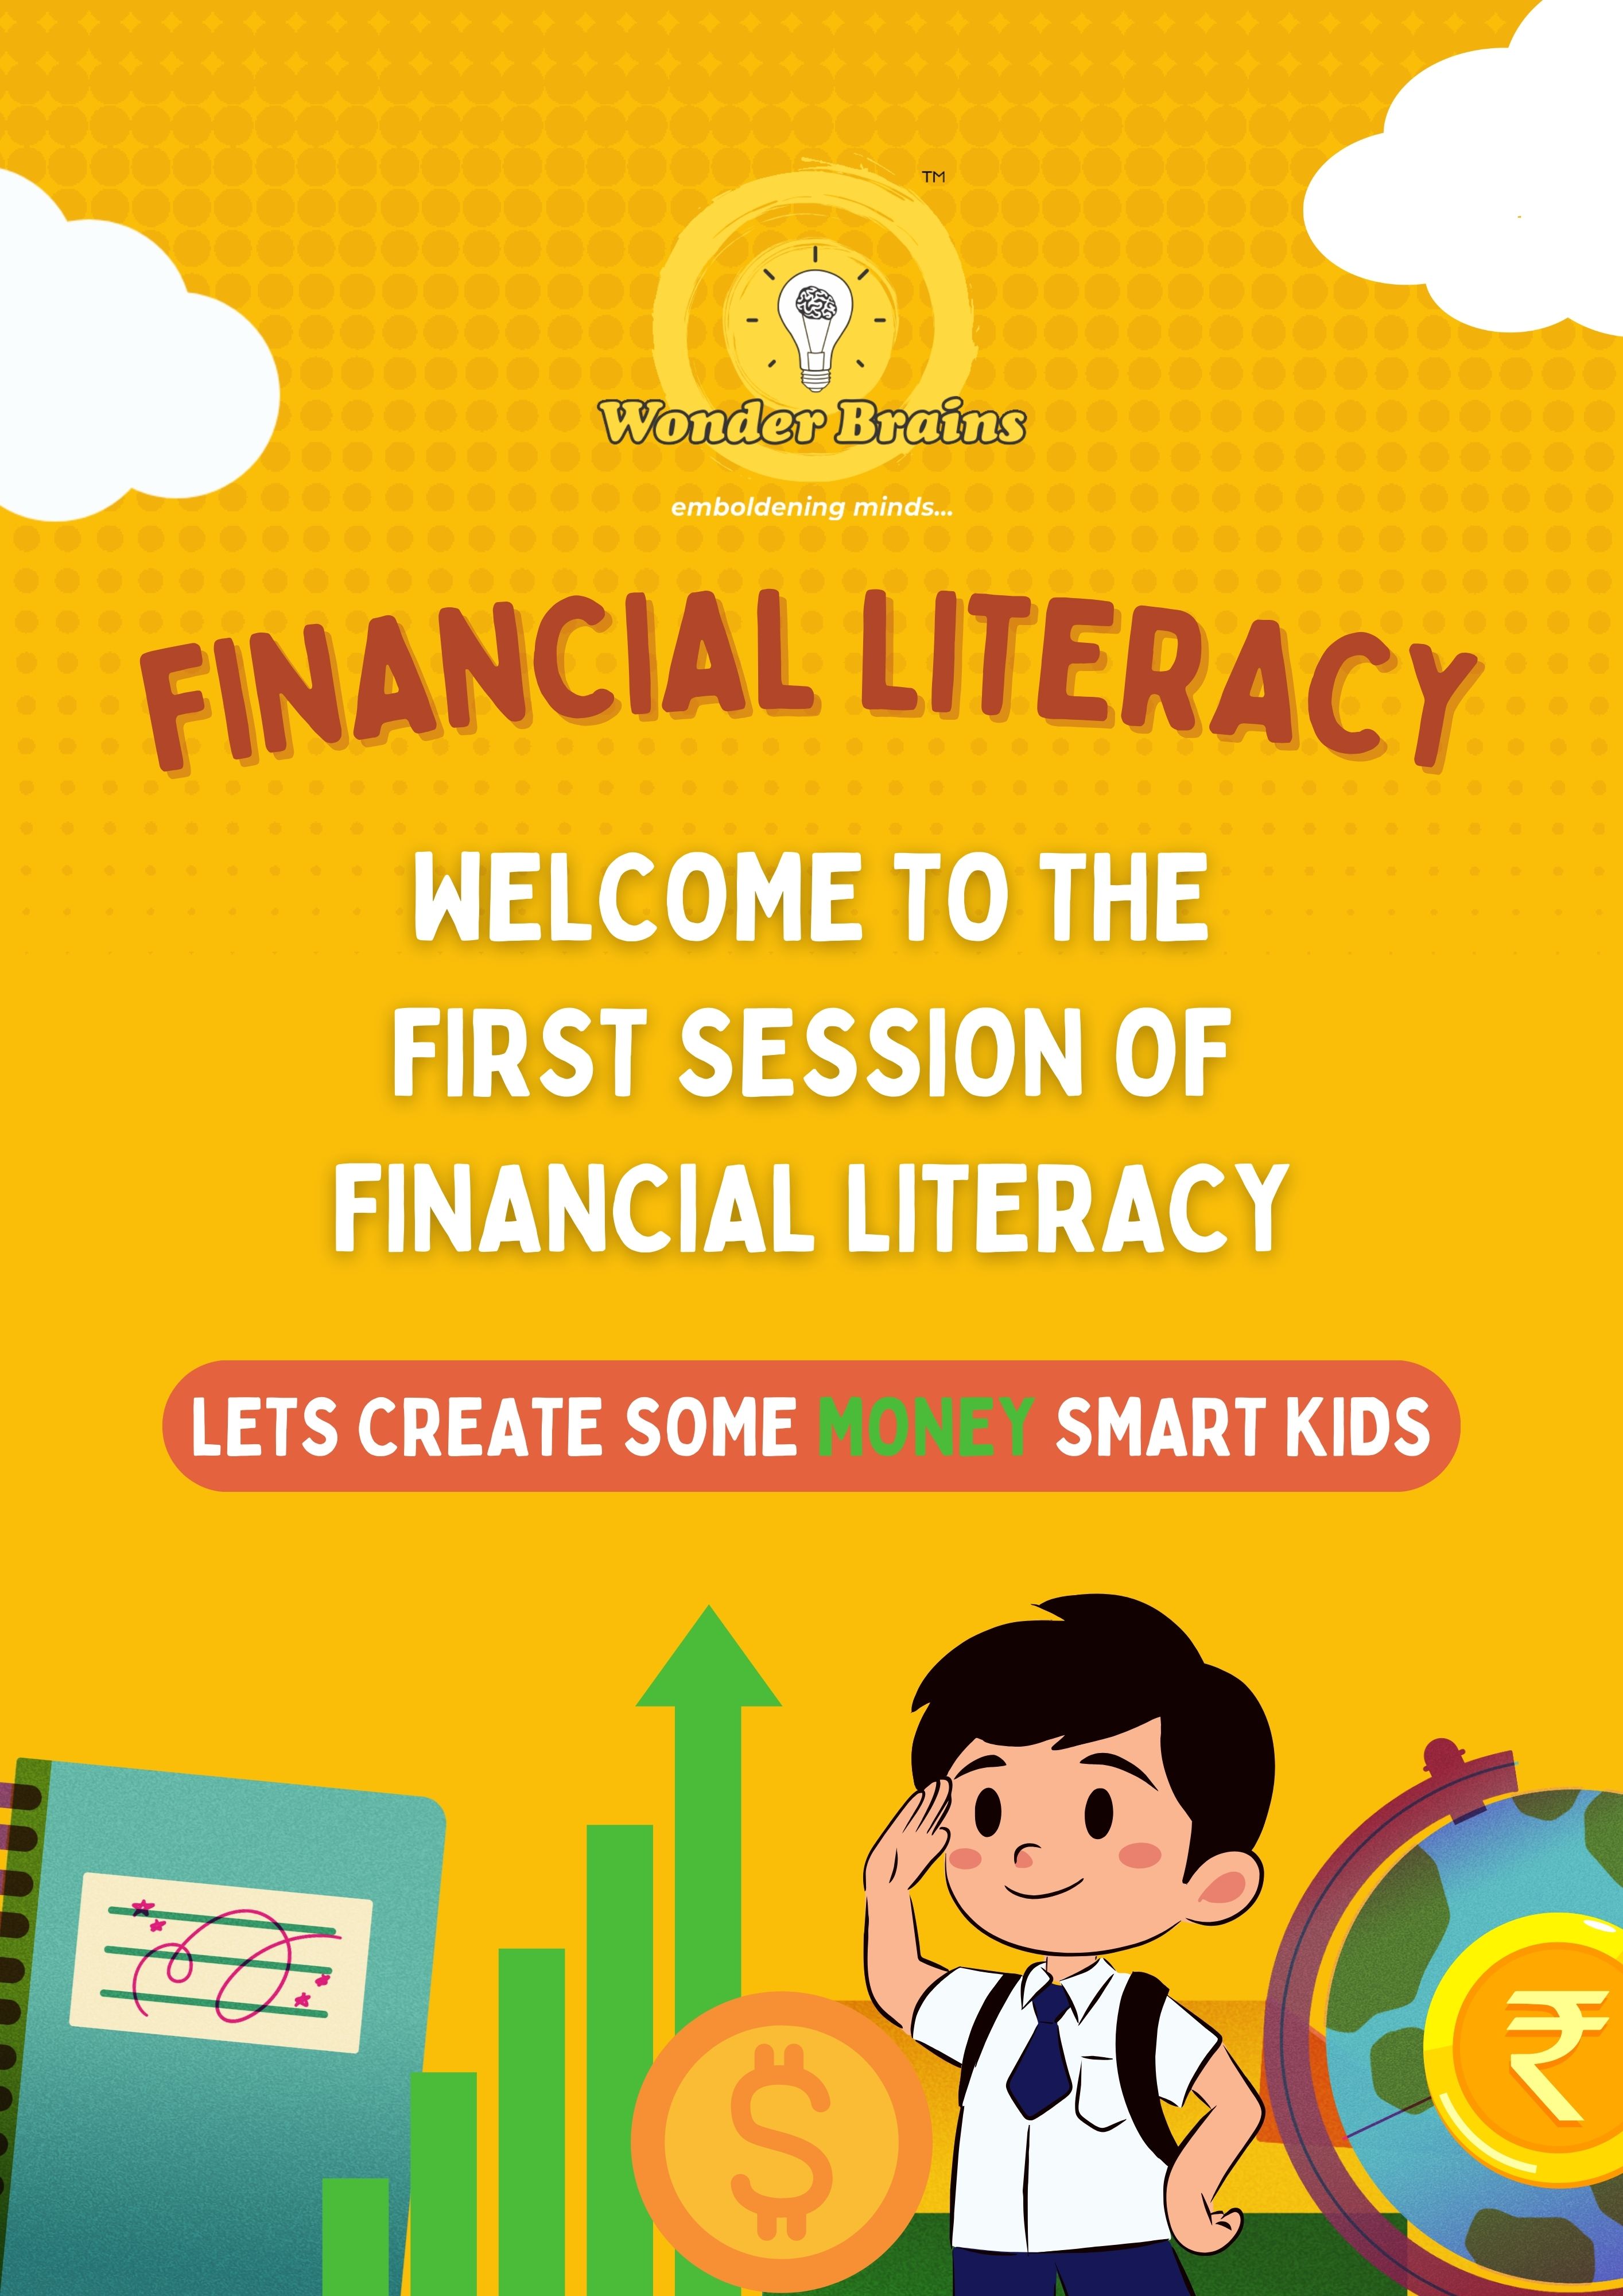 TM
Wonder Brains
emboldening minds...
FINANCIAL LITERACY
WELCOME TO THE
FIRST SESSION OF
FINANCIAL LITERACY
LETS CREATE SOME MONEY SMART KIDS
$
₹